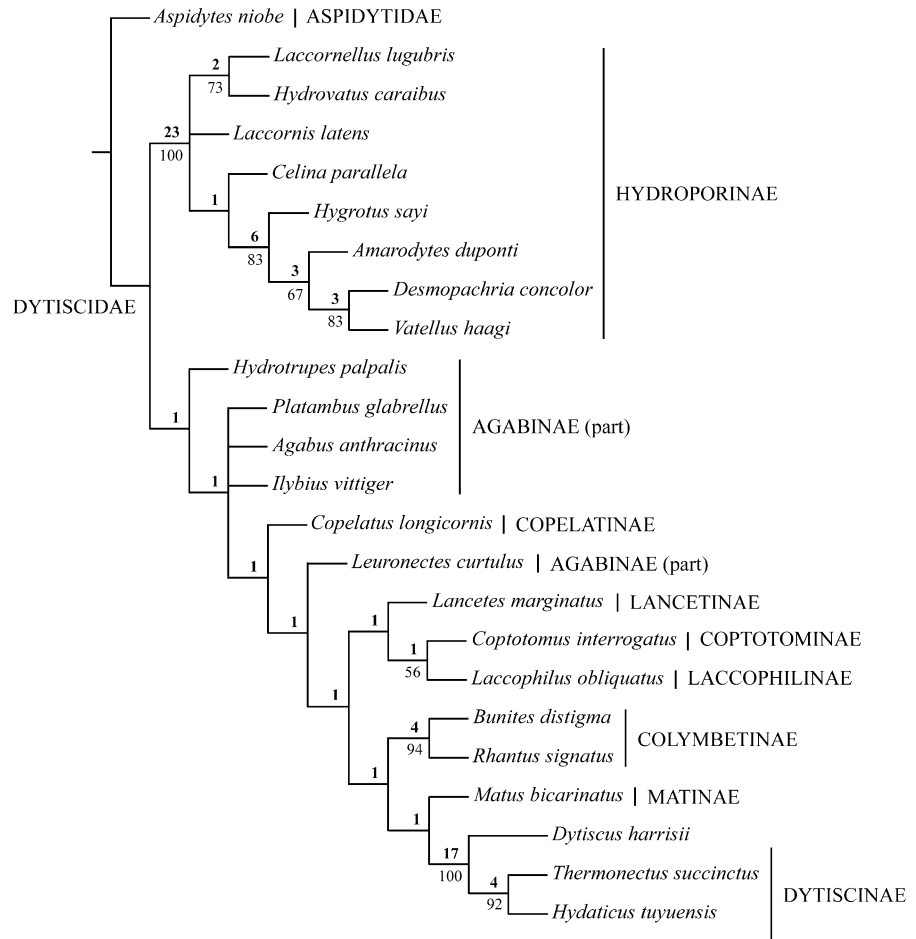 Aspidytes niobe | ASPIDYTIDAE
Laccornellus lugubris
2
73
Hydrovatus caraibus
Laccornis latens
23
100
Celina parallela
HYDROPORINAE
1
Hygrotus sayi
6
83
Amarodytes duponti
3
67
Desmopachria concolor
3
83
DYTISCIDAE
Vatellus haagi
Hydrotrupes palpalis
1
Platambus glabrellus
AGABINAE (part)
Agabus anthracinus
1
Ilybius vittiger
Copelatus longicornis | COPELATINAE
1
Leuronectes curtulus | AGABINAE (part)
Lancetes marginatus | LANCETINAE
1
1
Coptotomus interrogatus | COPTOTOMINAE
1
56
Laccophilus obliquatus | LACCOPHILINAE
1
Bunites distigma
4
94
COLYMBETINAE
Rhantus signatus
1
Matus bicarinatus | MATINAE
1
Dytiscus harrisii
17
100
Thermonectus succinctus
4
92
DYTISCINAE
Hydaticus tuyuensis